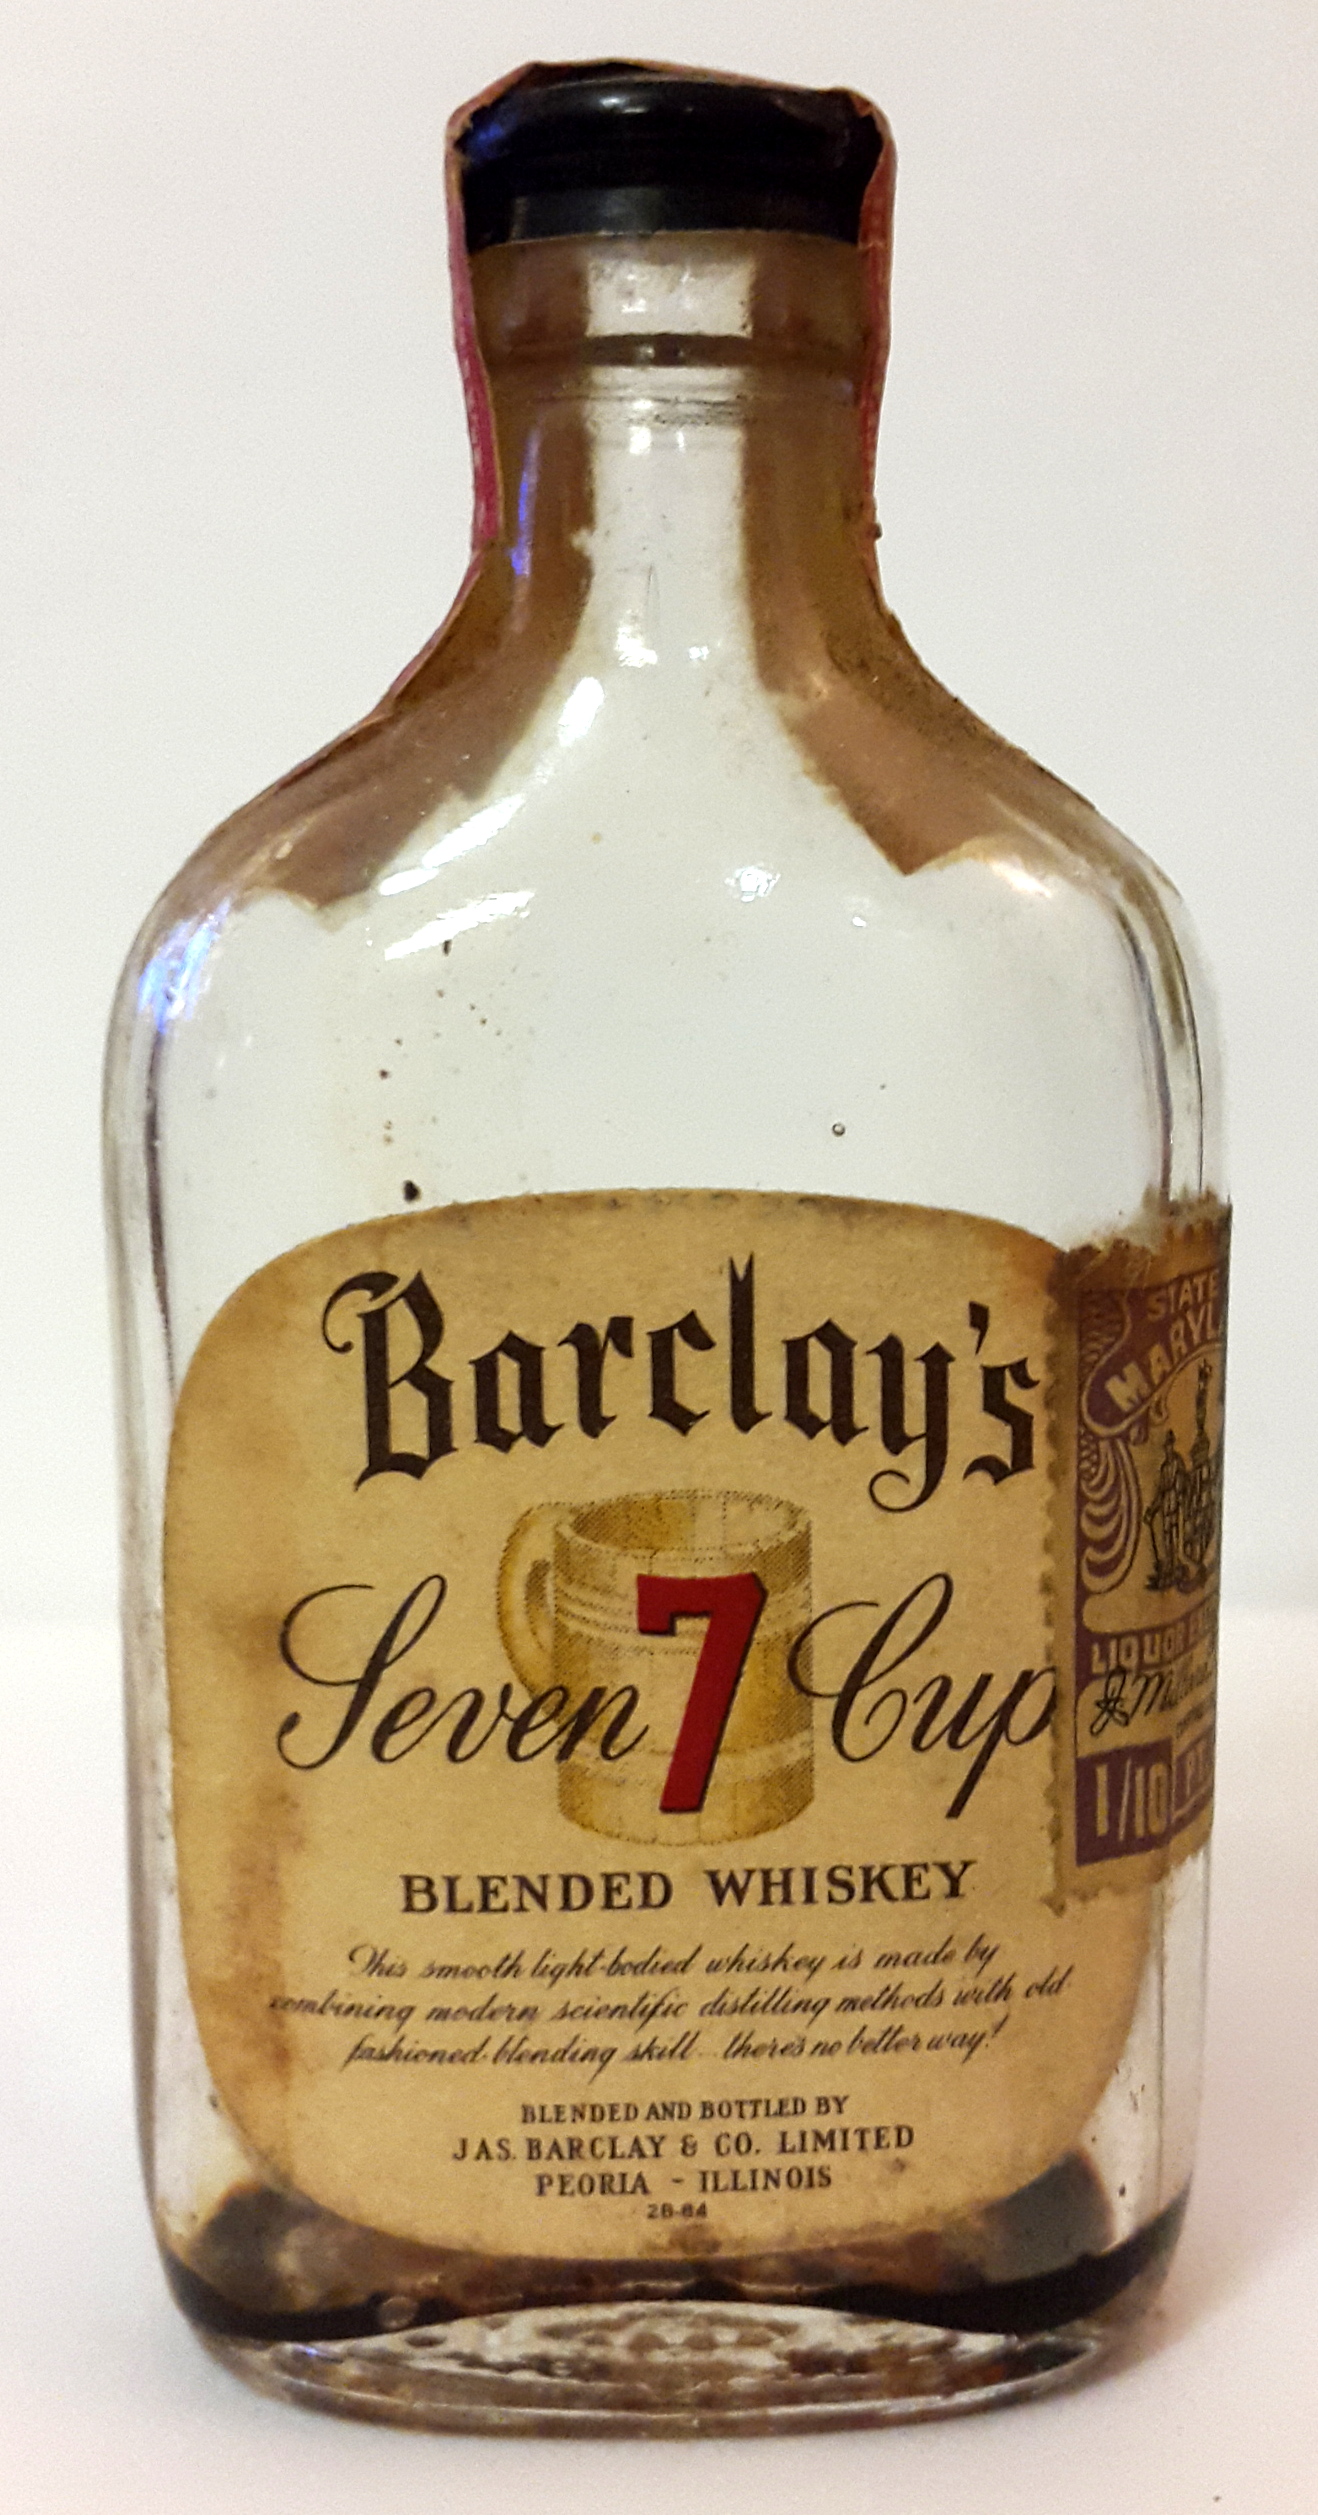 Barclay's
Seven 7 Cup
BLENDED WHISKEY
This smooth light-bodied whiskey is made by
combining modern scientific distilling methods with old
fashioned blending skill... there's no better way!
BLENDED AND BOTTLED BY
JAS. BARCLAY & CO. LIMITED
PEORIA - ILLINOIS
28-84
STATE
MARYLA
LIQUOR
1/10